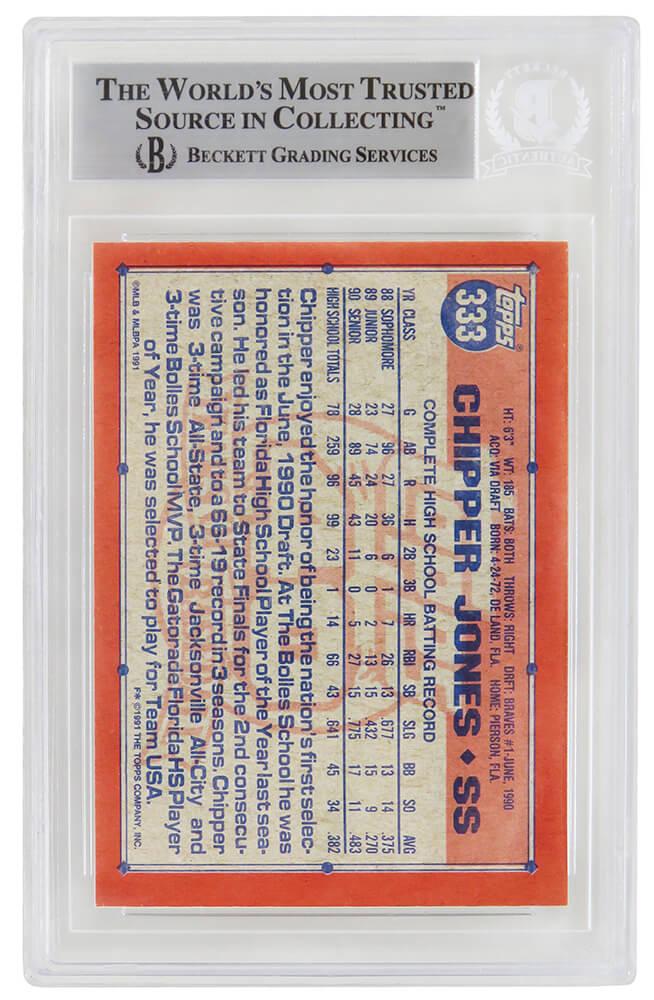 THE WORLD'S MOST TRUSTED
SOURCE IN COLLECTING™
B BECKETT GRADING SERVICES
BECKETT
B
AUTHENTIC
topps®
333
HT: 6'3" WT: 185 BATS: BOTH THROWS: RIGHT DRFT: BRAVES #1-JUNE, 1990
ACQ: VIA DRAFT BORN: 4-24-72, DE LAND, FLA. HOME: PIERSON, FLA.
CHIPPER JONES ♦ SS
COMPLETE HIGH SCHOOL BATTING RECORD
YR CLASS G AB R H 2B 3B HR RBI SB SLG BB SO AVG
88 SOPHOMORE 27 96 27 36 6 1 7 26 13 .677 13 14 .375
89 JUNIOR 23 74 24 20 6 0 2 13 15 .432 15 9 .270
90 SENIOR 28 89 45 43 11 0 5 27 15 .775 17 11 .483
HIGH SCHOOL TOTALS 78 259 96 99 23 1 14 66 43 .641 45 34 .382
Chipper enjoyed the honor of being the nation's first selec-
tion in the June, 1990 Draft. At The Bolles School he was
honored as Florida High School Player of the Year last sea-
son. He led his team to State Finals for the 2nd consecu-
tive campaign and to a 66-19 record in 3 seasons. Chipper
was 3-time All-State, 3-time Jacksonville All-City and
3-time Bolles School MVP. The Gatorade Florida HS Player
of Year, he was selected to play for Team USA.
©MLB & MLBPA 1991
F* ©1991 THE TOPPS COMPANY, INC.